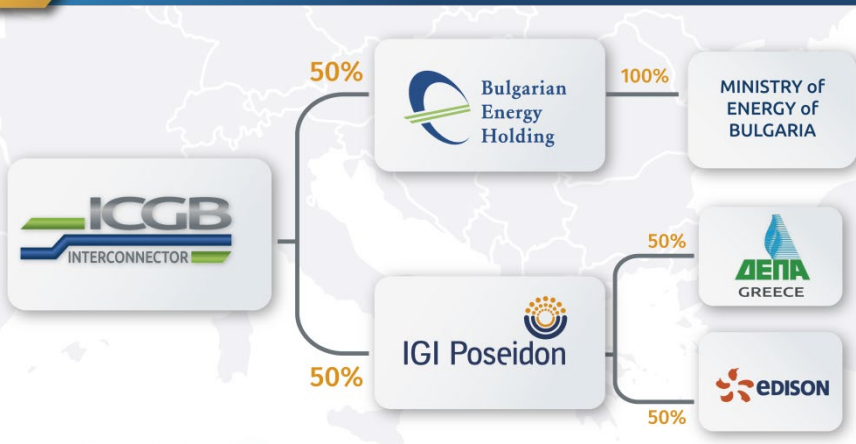 ICGB
INTERCONNECTOR
50%
Bulgarian
Energy
Holding
100%
MINISTRY of
ENERGY of
BULGARIA
50%
IGI Poseidon
50%
ΔΕΠΑ
GREECE
50%
eDISON